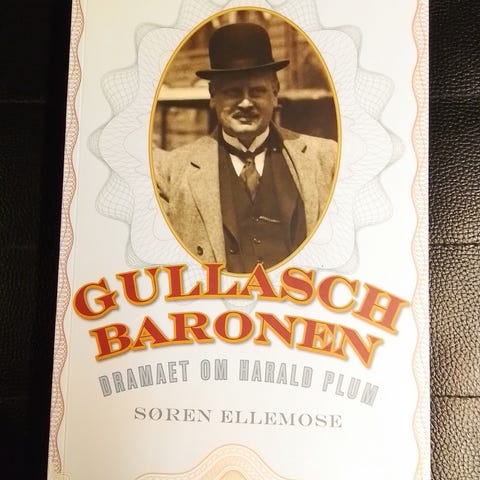 GULLASCH
BARONEN
DRAMAET OM HARALD PLUM
SØREN ELLEMOSE